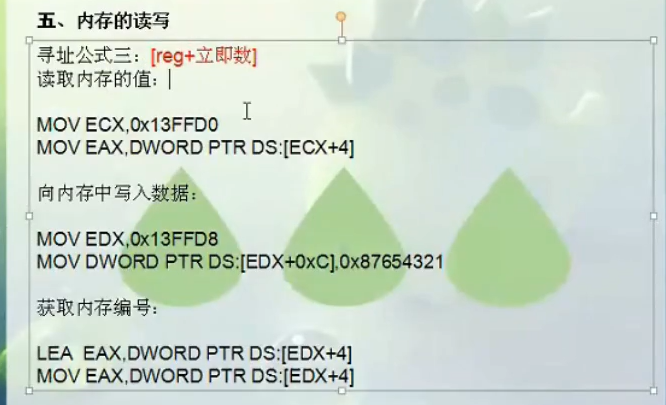 五、内存的读写
寻址公式三：[reg+立即数]
读取内存的值：
MOV ECX,0x13FFD0
MOV EAX,DWORD PTR DS:[ECX+4]
向内存中写入数据：
MOV EDX,0x13FFD8
MOV DWORD PTR DS:[EDX+0xC],0x87654321
获取内存编号：
LEA  EAX,DWORD PTR DS:[EDX+4]
MOV EAX,DWORD PTR DS:[EDX+4]